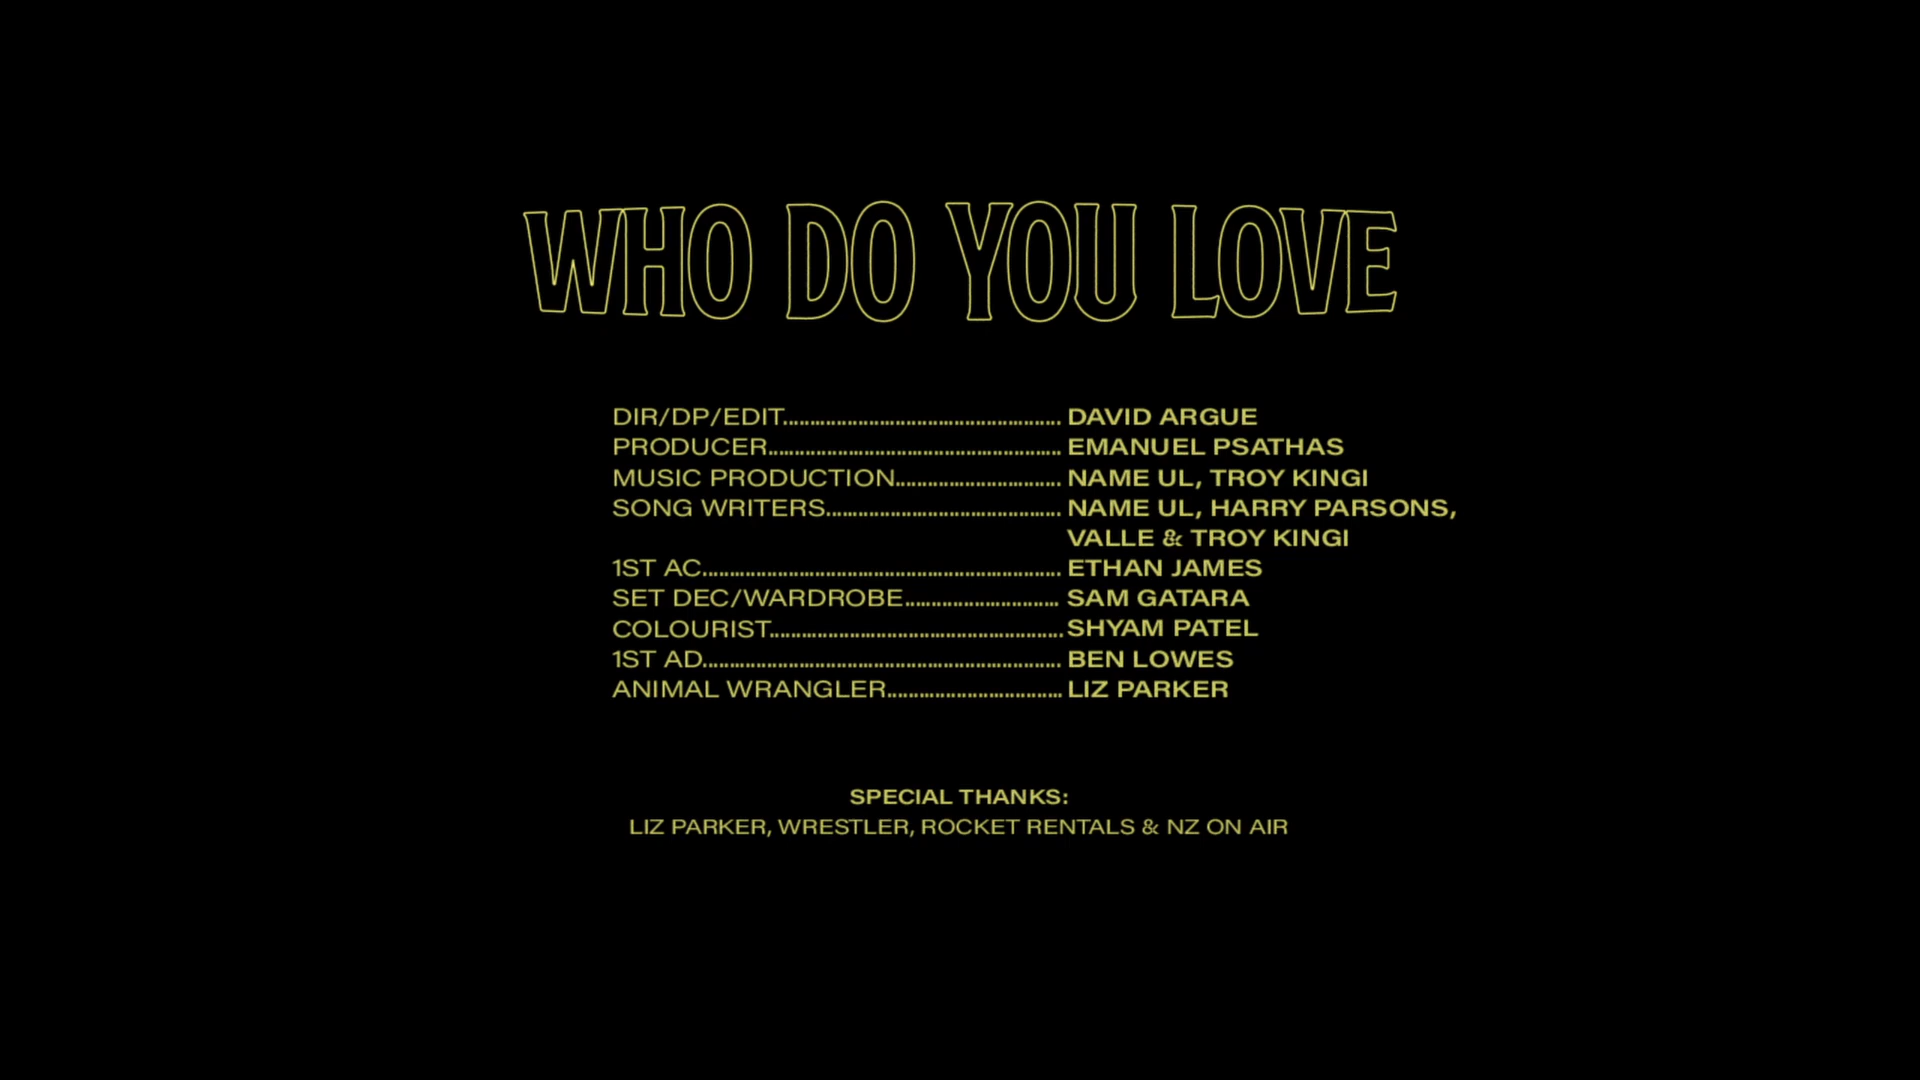 WHO DO YOU LOVE
DIR/DP/EDIT.................................................... DAVID ARGUE
PRODUCER....................................................... EMANUEL PSATHAS
MUSIC PRODUCTION............................... NAME UL, TROY KINGI
SONG WRITERS............................................ NAME UL, HARRY PARSONS,
VALLE & TROY KINGI
1ST AC................................................................... ETHAN JAMES
SET DEC/WARDROBE............................. SAM GATARA
COLOURIST.......................................................SHYAM PATEL
1ST AD................................................................... BEN LOWES
ANIMAL WRANGLER................................. LIZ PARKER
SPECIAL THANKS:
LIZ PARKER, WRESTLER, ROCKET RENTALS & NZ ON AIR